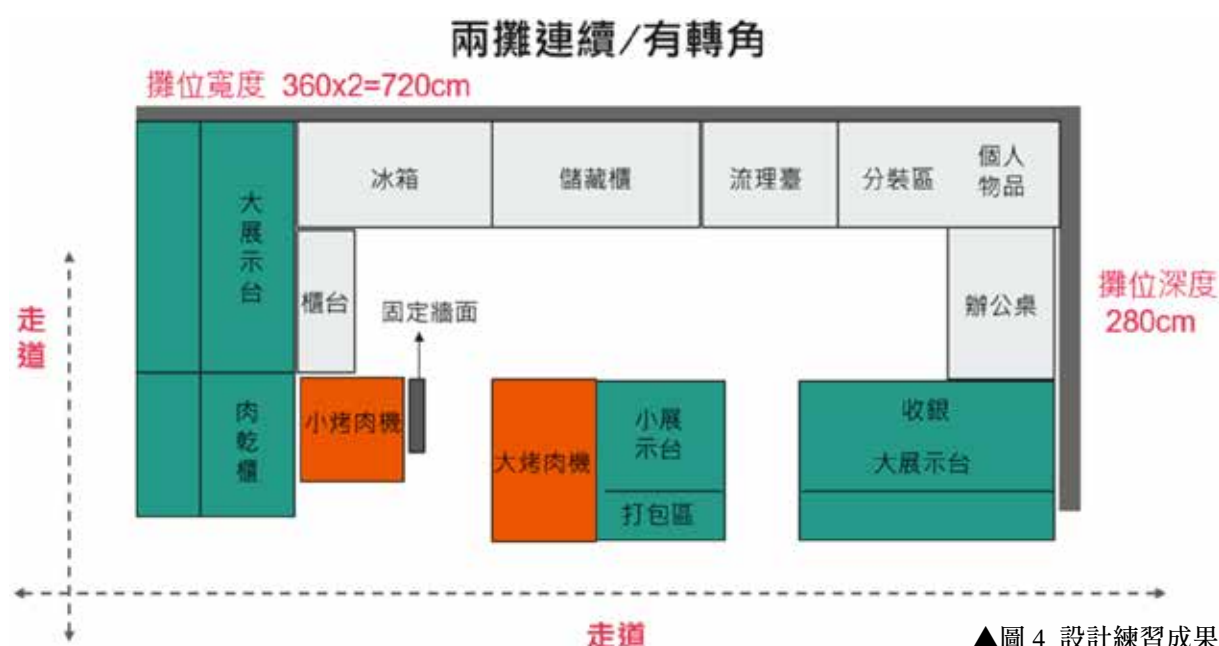 兩攤連續/有轉角
攤位寬度 360x2=720cm
冰箱
儲藏櫃
流理臺
分裝區
個人
物品
大展示台
櫃台
固定牆面
辦公桌
攤位深度
280cm
走道
肉乾櫃
小烤肉機
大烤肉機
小展
示台
打包區
收銀
大展示台
走道
▲圖 4 設計練習成果